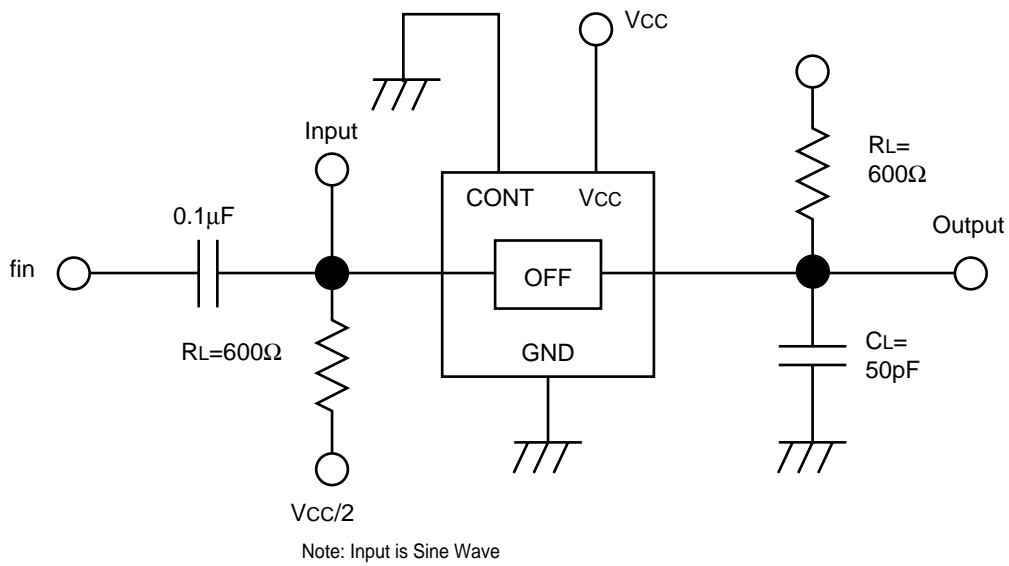 VCC
Input
RL=
600Ω
CONT
VCC
0.1μF
Output
fin
OFF
RL=600Ω
GND
CL=
50pF
VCC/2
Note: Input is Sine Wave